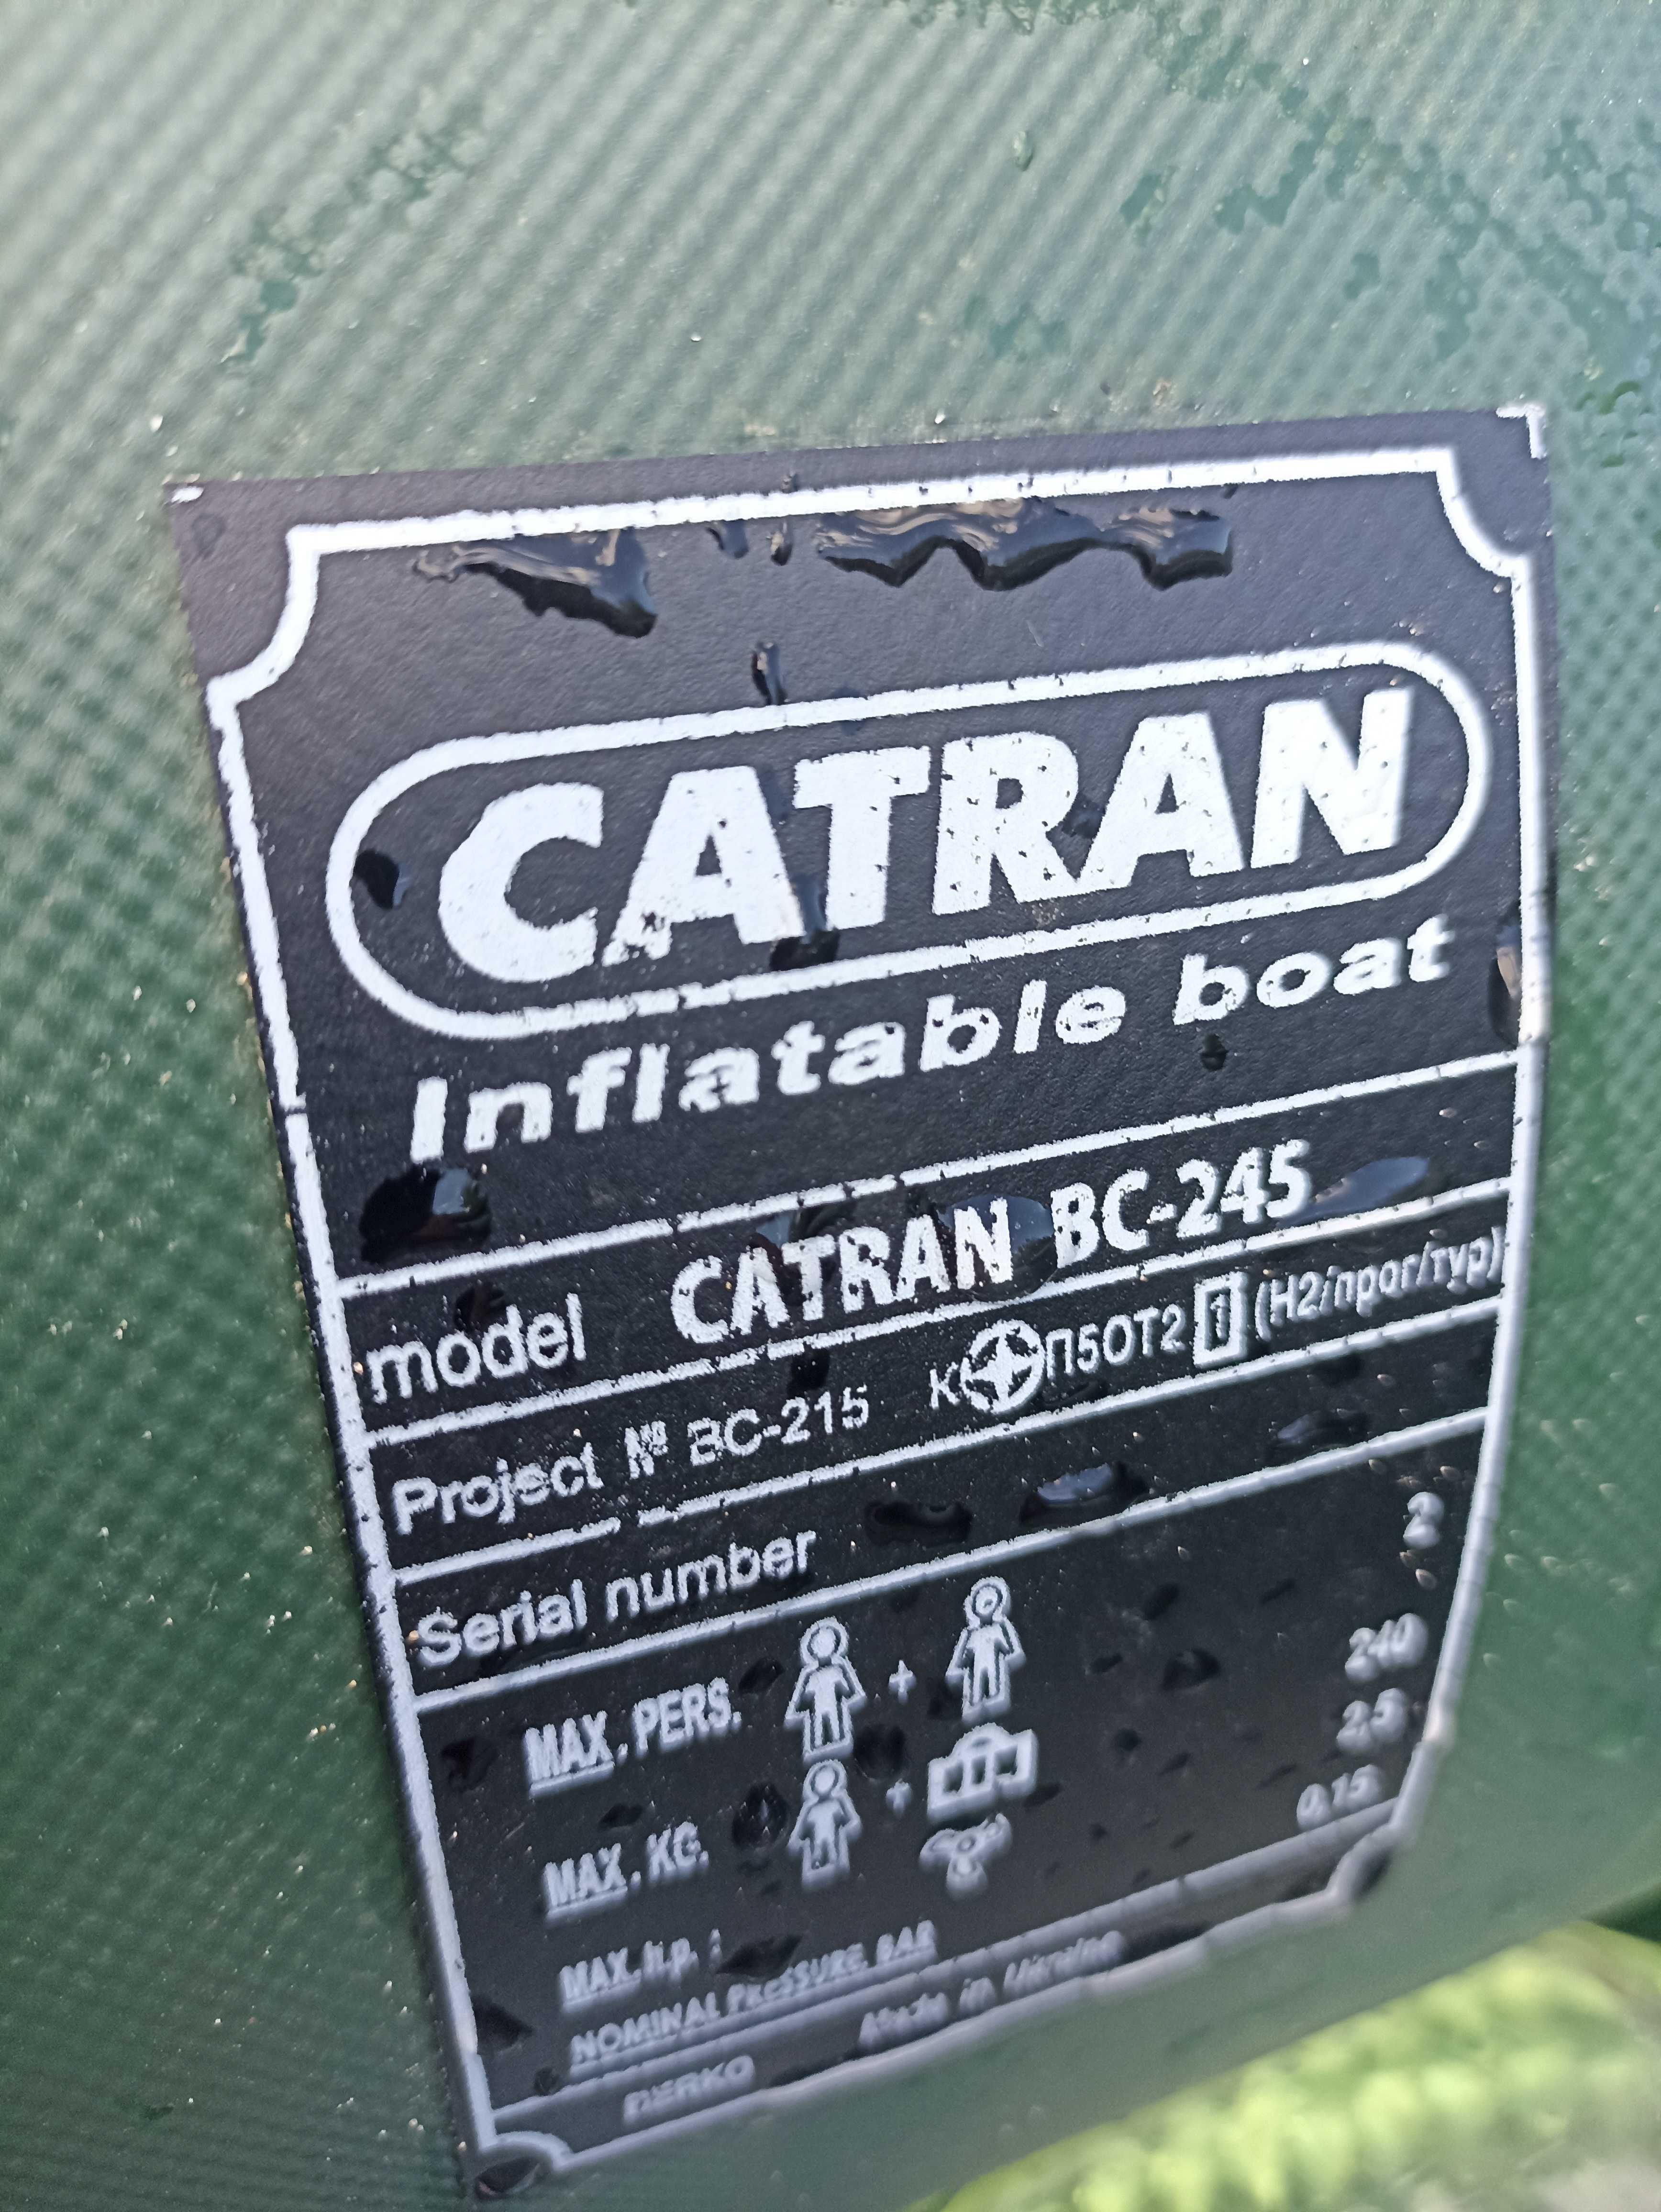 CATRAN
Inflatable boat
model CATRAN BC-245
Project № BC-215 К П5ОТ2 1 (Н2/прог/тур)
Serial number
MAX. PERS. + 2
MAX. KG. + 240
MAX. h.p. : 2,5
NOMINAL PRESSURE, BAR 0,15
Made in Ukraine